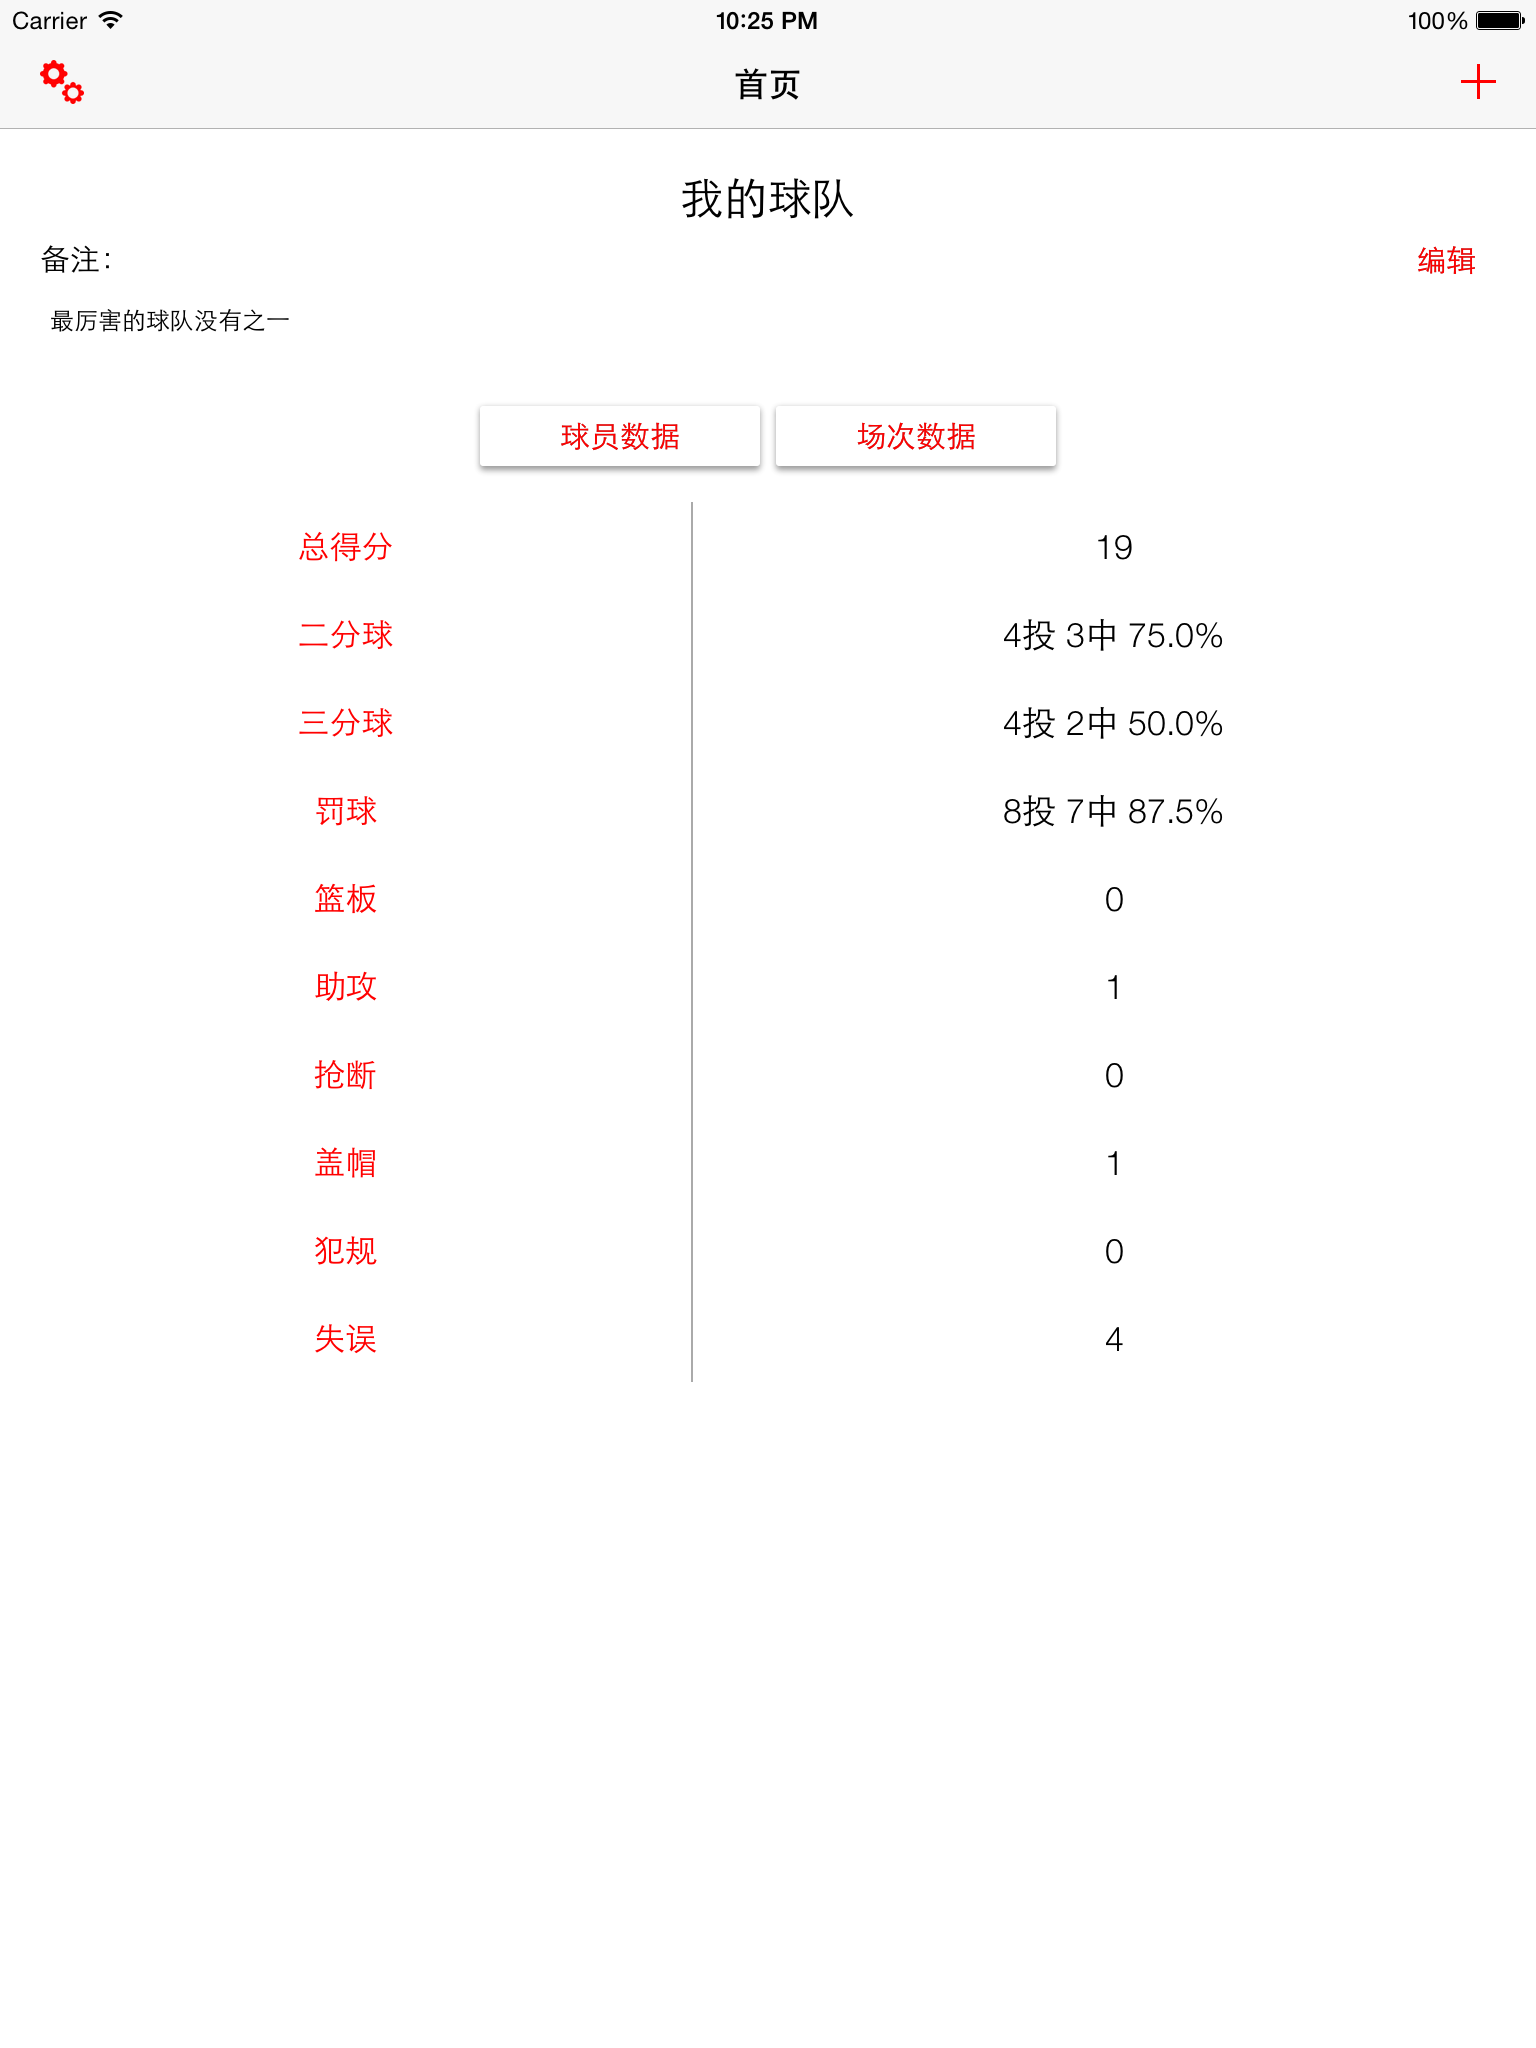 Carrier 10:25 PM 100%
首页
我的球队
备注：
编辑
最厉害的球队没有之一
球员数据 场次数据
总得分 19
二分球 4投 3中 75.0%
三分球 4投 2中 50.0%
罚球 8投 7中 87.5%
篮板 0
助攻 1
抢断 0
盖帽 1
犯规 0
失误 4